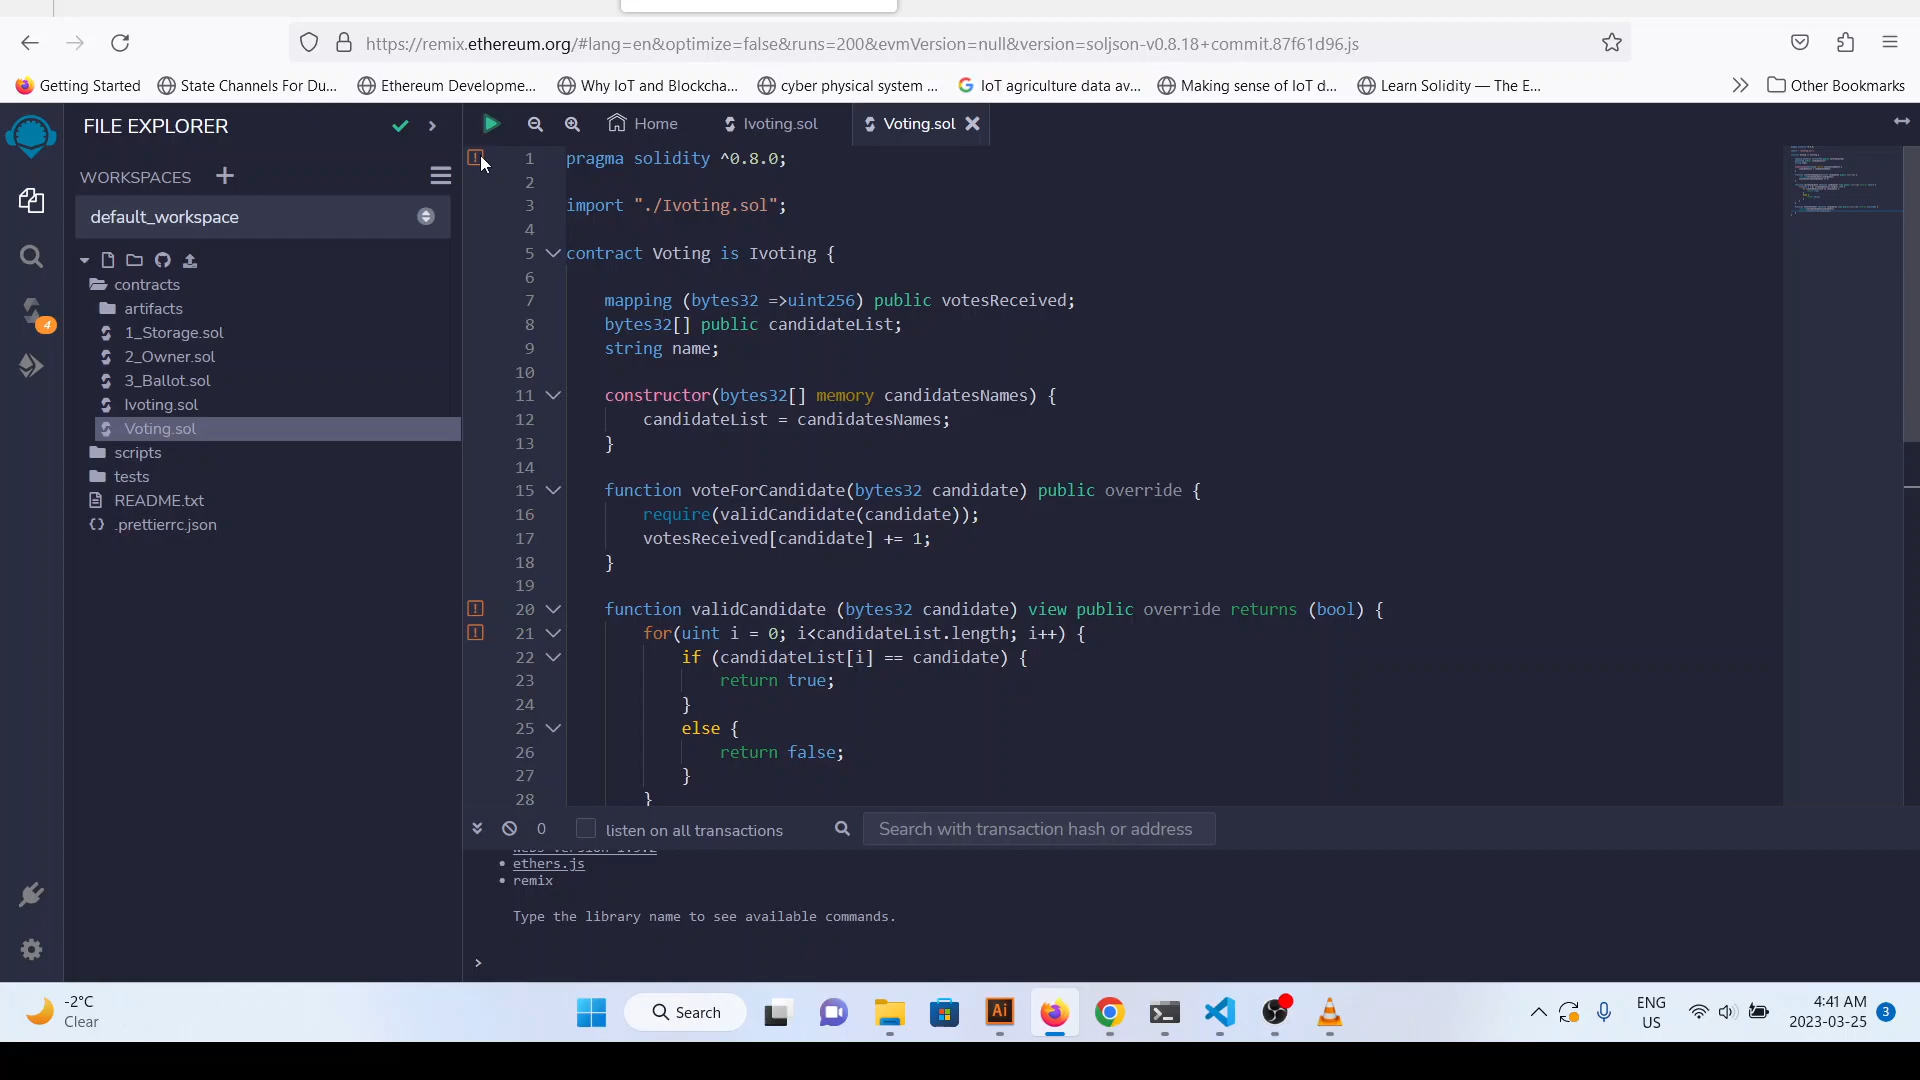 https://remix.ethereum.org/#lang=en&optimize=false&runs=200&evmVersion=null&version=soljson-v0.8.18+commit.87f61d96.js
Getting Started State Channels For Du... Ethereum Developme... Why IoT and Blockcha... cyber physical system ... IoT agriculture data av... Making sense of IoT d... Learn Solidity — The E... Other Bookmarks
FILE EXPLORER
Home Ivoting.sol Voting.sol
WORKSPACES
default_workspace
contracts
artifacts
1_Storage.sol
2_Owner.sol
3_Ballot.sol
Ivoting.sol
Voting.sol
scripts
tests
README.txt
.prettierrc.json
4
1 pragma solidity ^0.8.0;
2
3 import "./Ivoting.sol";
4
5 contract Voting is Ivoting {
6
7 mapping (bytes32 =>uint256) public votesReceived;
8 bytes32[] public candidateList;
9 string name;
10
11 constructor(bytes32[] memory candidatesNames) {
12 candidateList = candidatesNames;
13 }
14
15 function voteForCandidate(bytes32 candidate) public override {
16 require(validCandidate(candidate));
17 votesReceived[candidate] += 1;
18 }
19
20 function validCandidate (bytes32 candidate) view public override returns (bool) {
21 for(uint i = 0; i<candidateList.length; i++) {
22 if (candidateList[i] == candidate) {
23 return true;
24 }
25 else {
26 return false;
27 }
28 }
0 listen on all transactions Search with transaction hash or address
ethers.js
remix
Type the library name to see available commands.
>
-2°C
Clear
Search
Ai
ENG
US
4:41 AM
2023-03-25
3